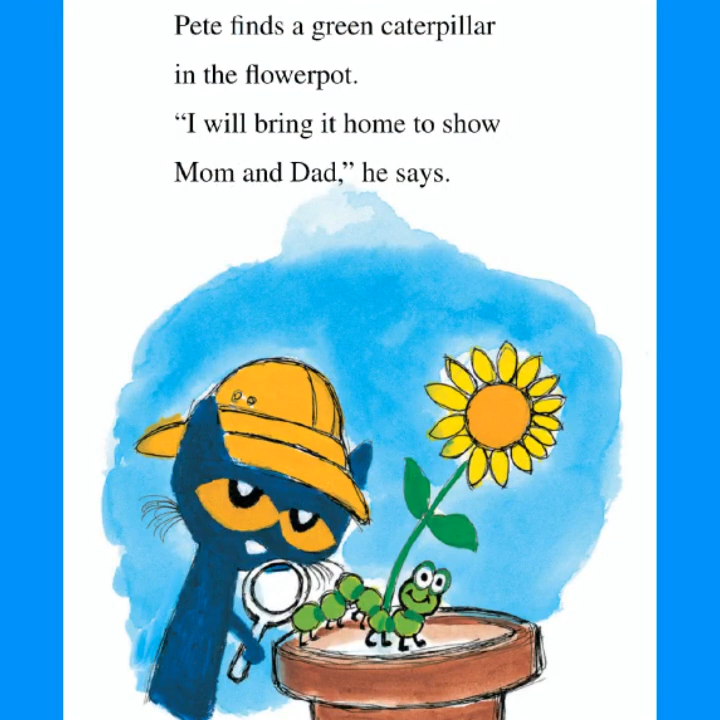 Pete finds a green caterpillar
in the flowerpot.
“I will bring it home to show
Mom and Dad,” he says.